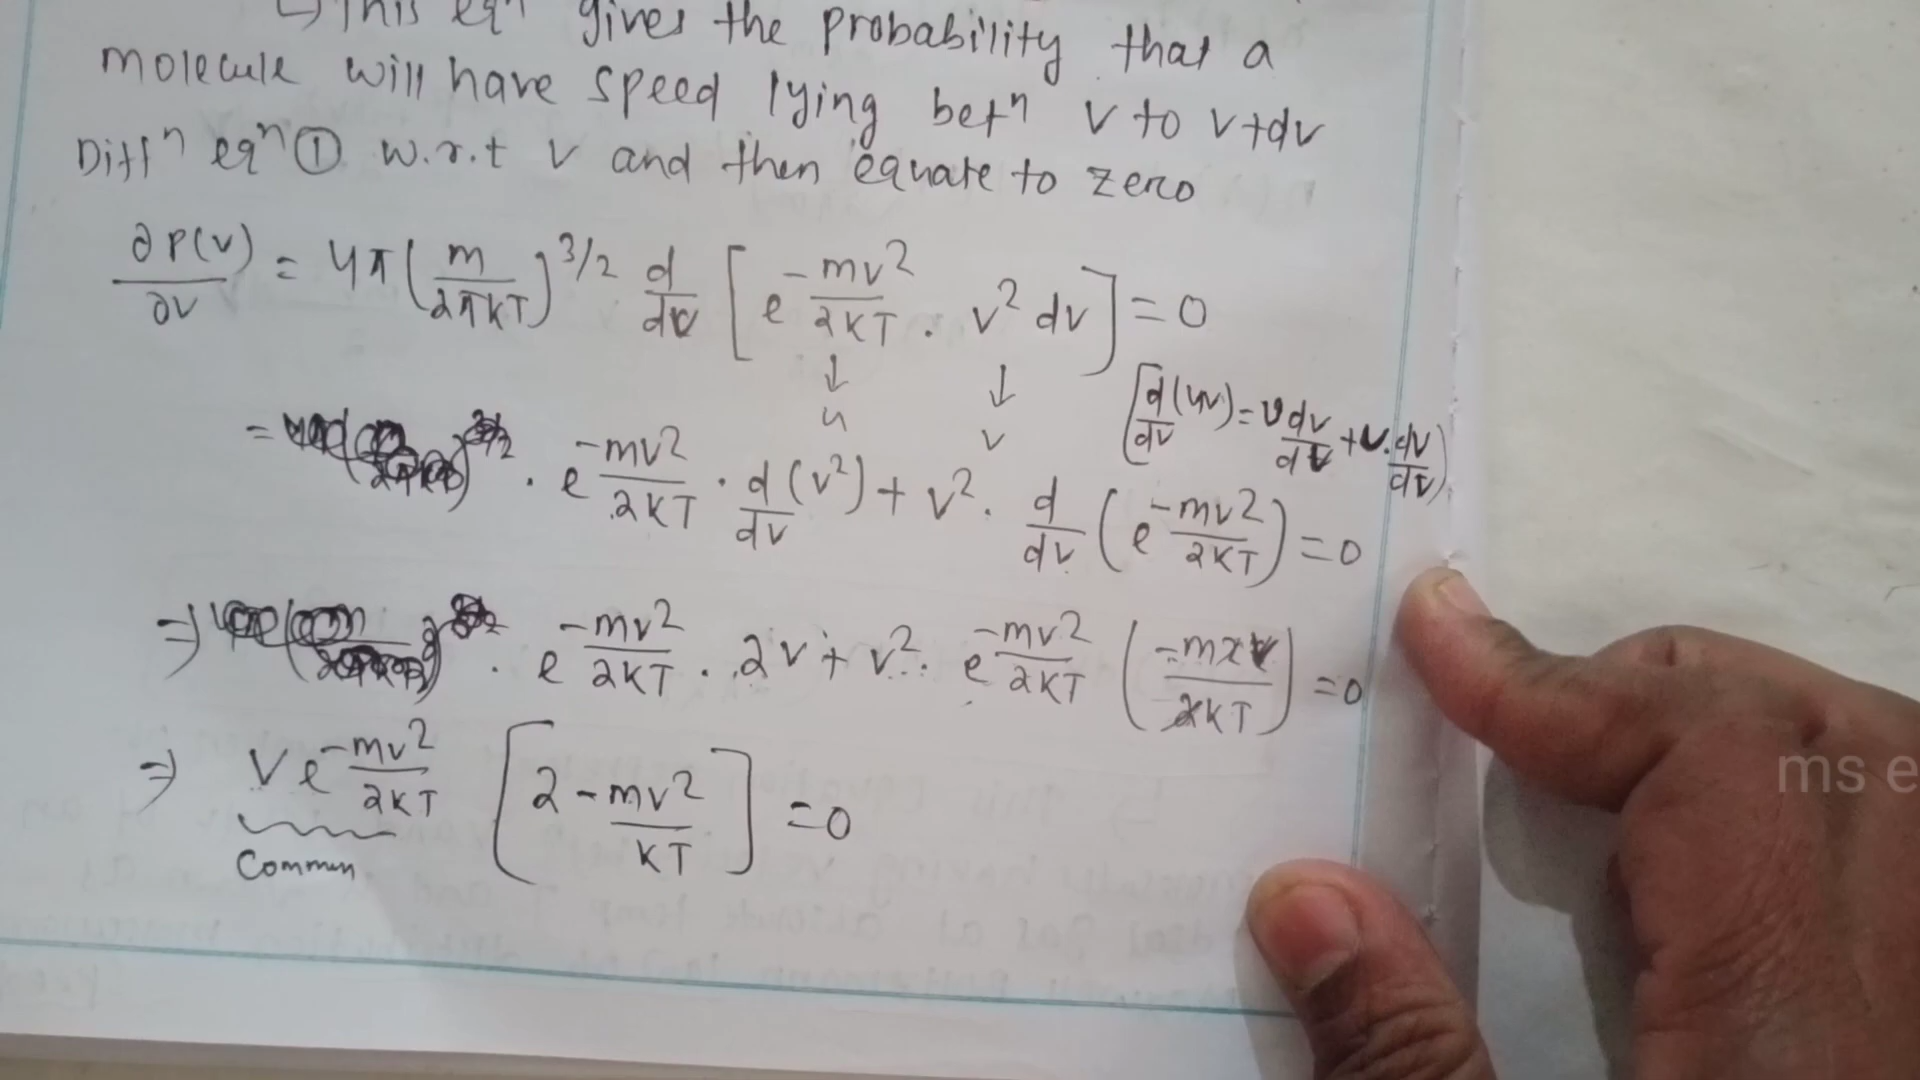 ↳ This eqⁿ gives the probability that a
molecule will have speed lying betⁿ v to v+dv
Diffⁿ eqⁿ ① w.r.t v and then equate to zero
∂P(v)/∂v = 4π(m/2πKT)^3/2 d/dv [e^-mv²/2KT . v² dv] = 0
↓ ↓
u v
[d/dv (uv) = u dv/dv + v. du/dv]
= . e^-mv²/2KT . d/dv (v²) + v². d/dv (e^-mv²/2KT) = 0
⇒ . e^-mv²/2KT . 2v + v². e^-mv²/2KT (-m2v/2KT) = 0
⇒ V e^-mv²/2KT [2 - mv²/KT] = 0
Common
ms e